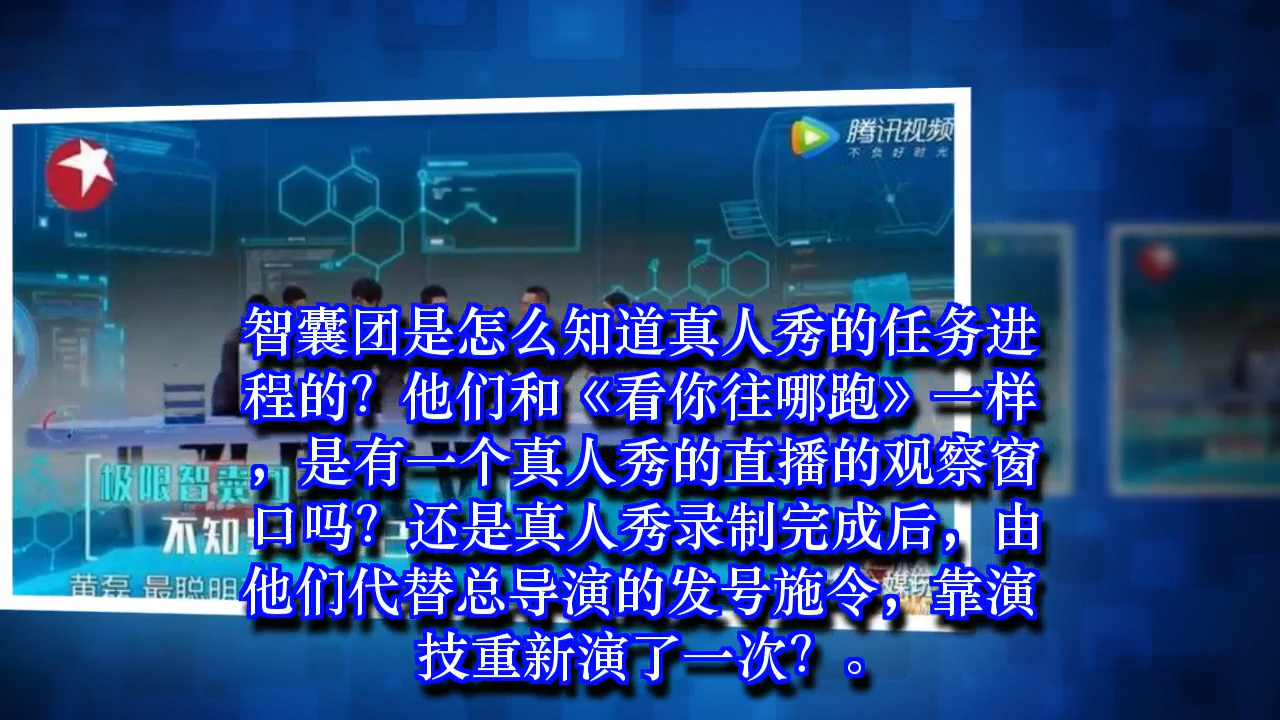 腾讯视频
不负好时光
智囊团是怎么知道真人秀的任务进
程的？他们和《看你往哪跑》一样
，是有一个真人秀的直播的观察窗
口吗？还是真人秀录制完成后，由
他们代替总导演的发号施令，靠演
技重新演了一次？。
极限智囊团
不知
黄磊 最聪明